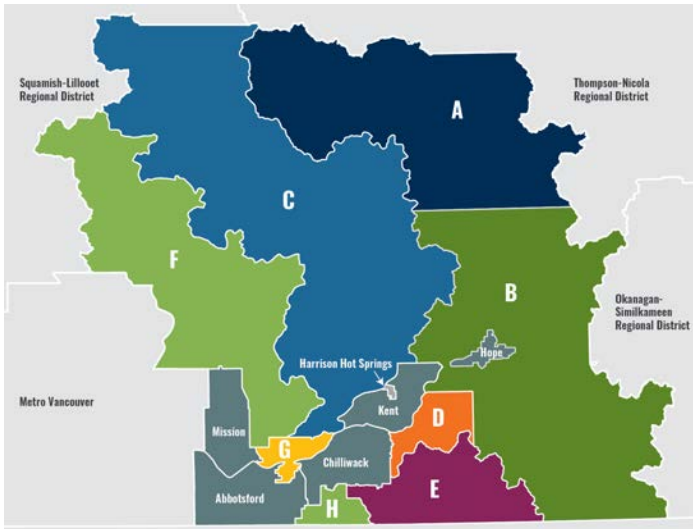 Squamish-Lillooet
Regional District
Thompson-Nicola
Regional District
A
C
F
B
Okanagan-
Similkameen
Regional District
Hope
Harrison Hot Springs
Metro Vancouver
Kent
D
Mission
G
Chilliwack
E
Abbotsford
H